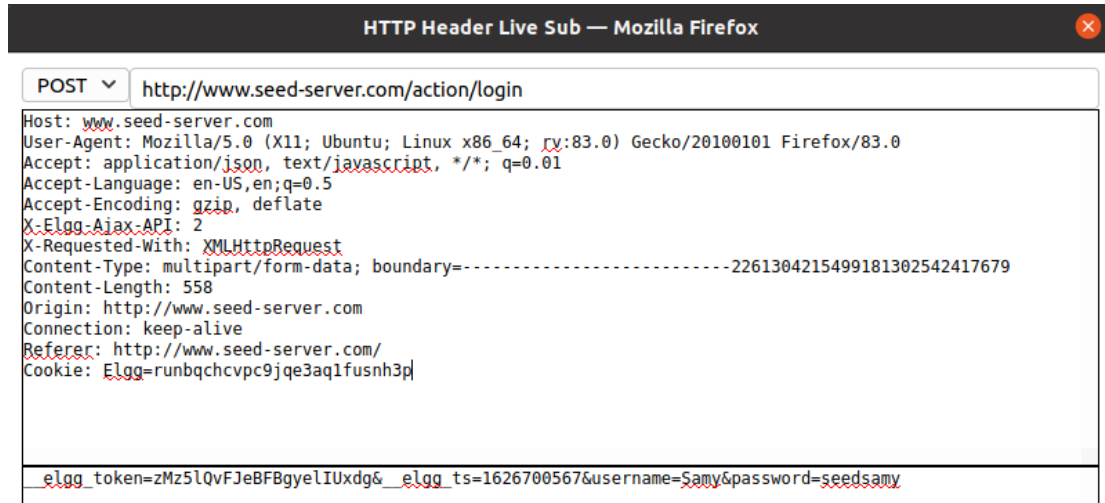 HTTP Header Live Sub — Mozilla Firefox
POST http://www.seed-server.com/action/login
Host: www.seed-server.com
User-Agent: Mozilla/5.0 (X11; Ubuntu; Linux x86_64; rv:83.0) Gecko/20100101 Firefox/83.0
Accept: application/json, text/javascript, */*; q=0.01
Accept-Language: en-US,en;q=0.5
Accept-Encoding: gzip, deflate
X-Elgg-Ajax-API: 2
X-Requested-With: XMLHttpRequest
Content-Type: multipart/form-data; boundary=---------------------------2261304215499181302542417679
Content-Length: 558
Origin: http://www.seed-server.com
Connection: keep-alive
Referer: http://www.seed-server.com/
Cookie: Elgg=runbqchcvpc9jqe3aq1fusnh3p
__elgg_token=zMz5lQvFJeBFBgyelIUxdg&__elgg_ts=1626700567&username=Samy&password=seedsamy